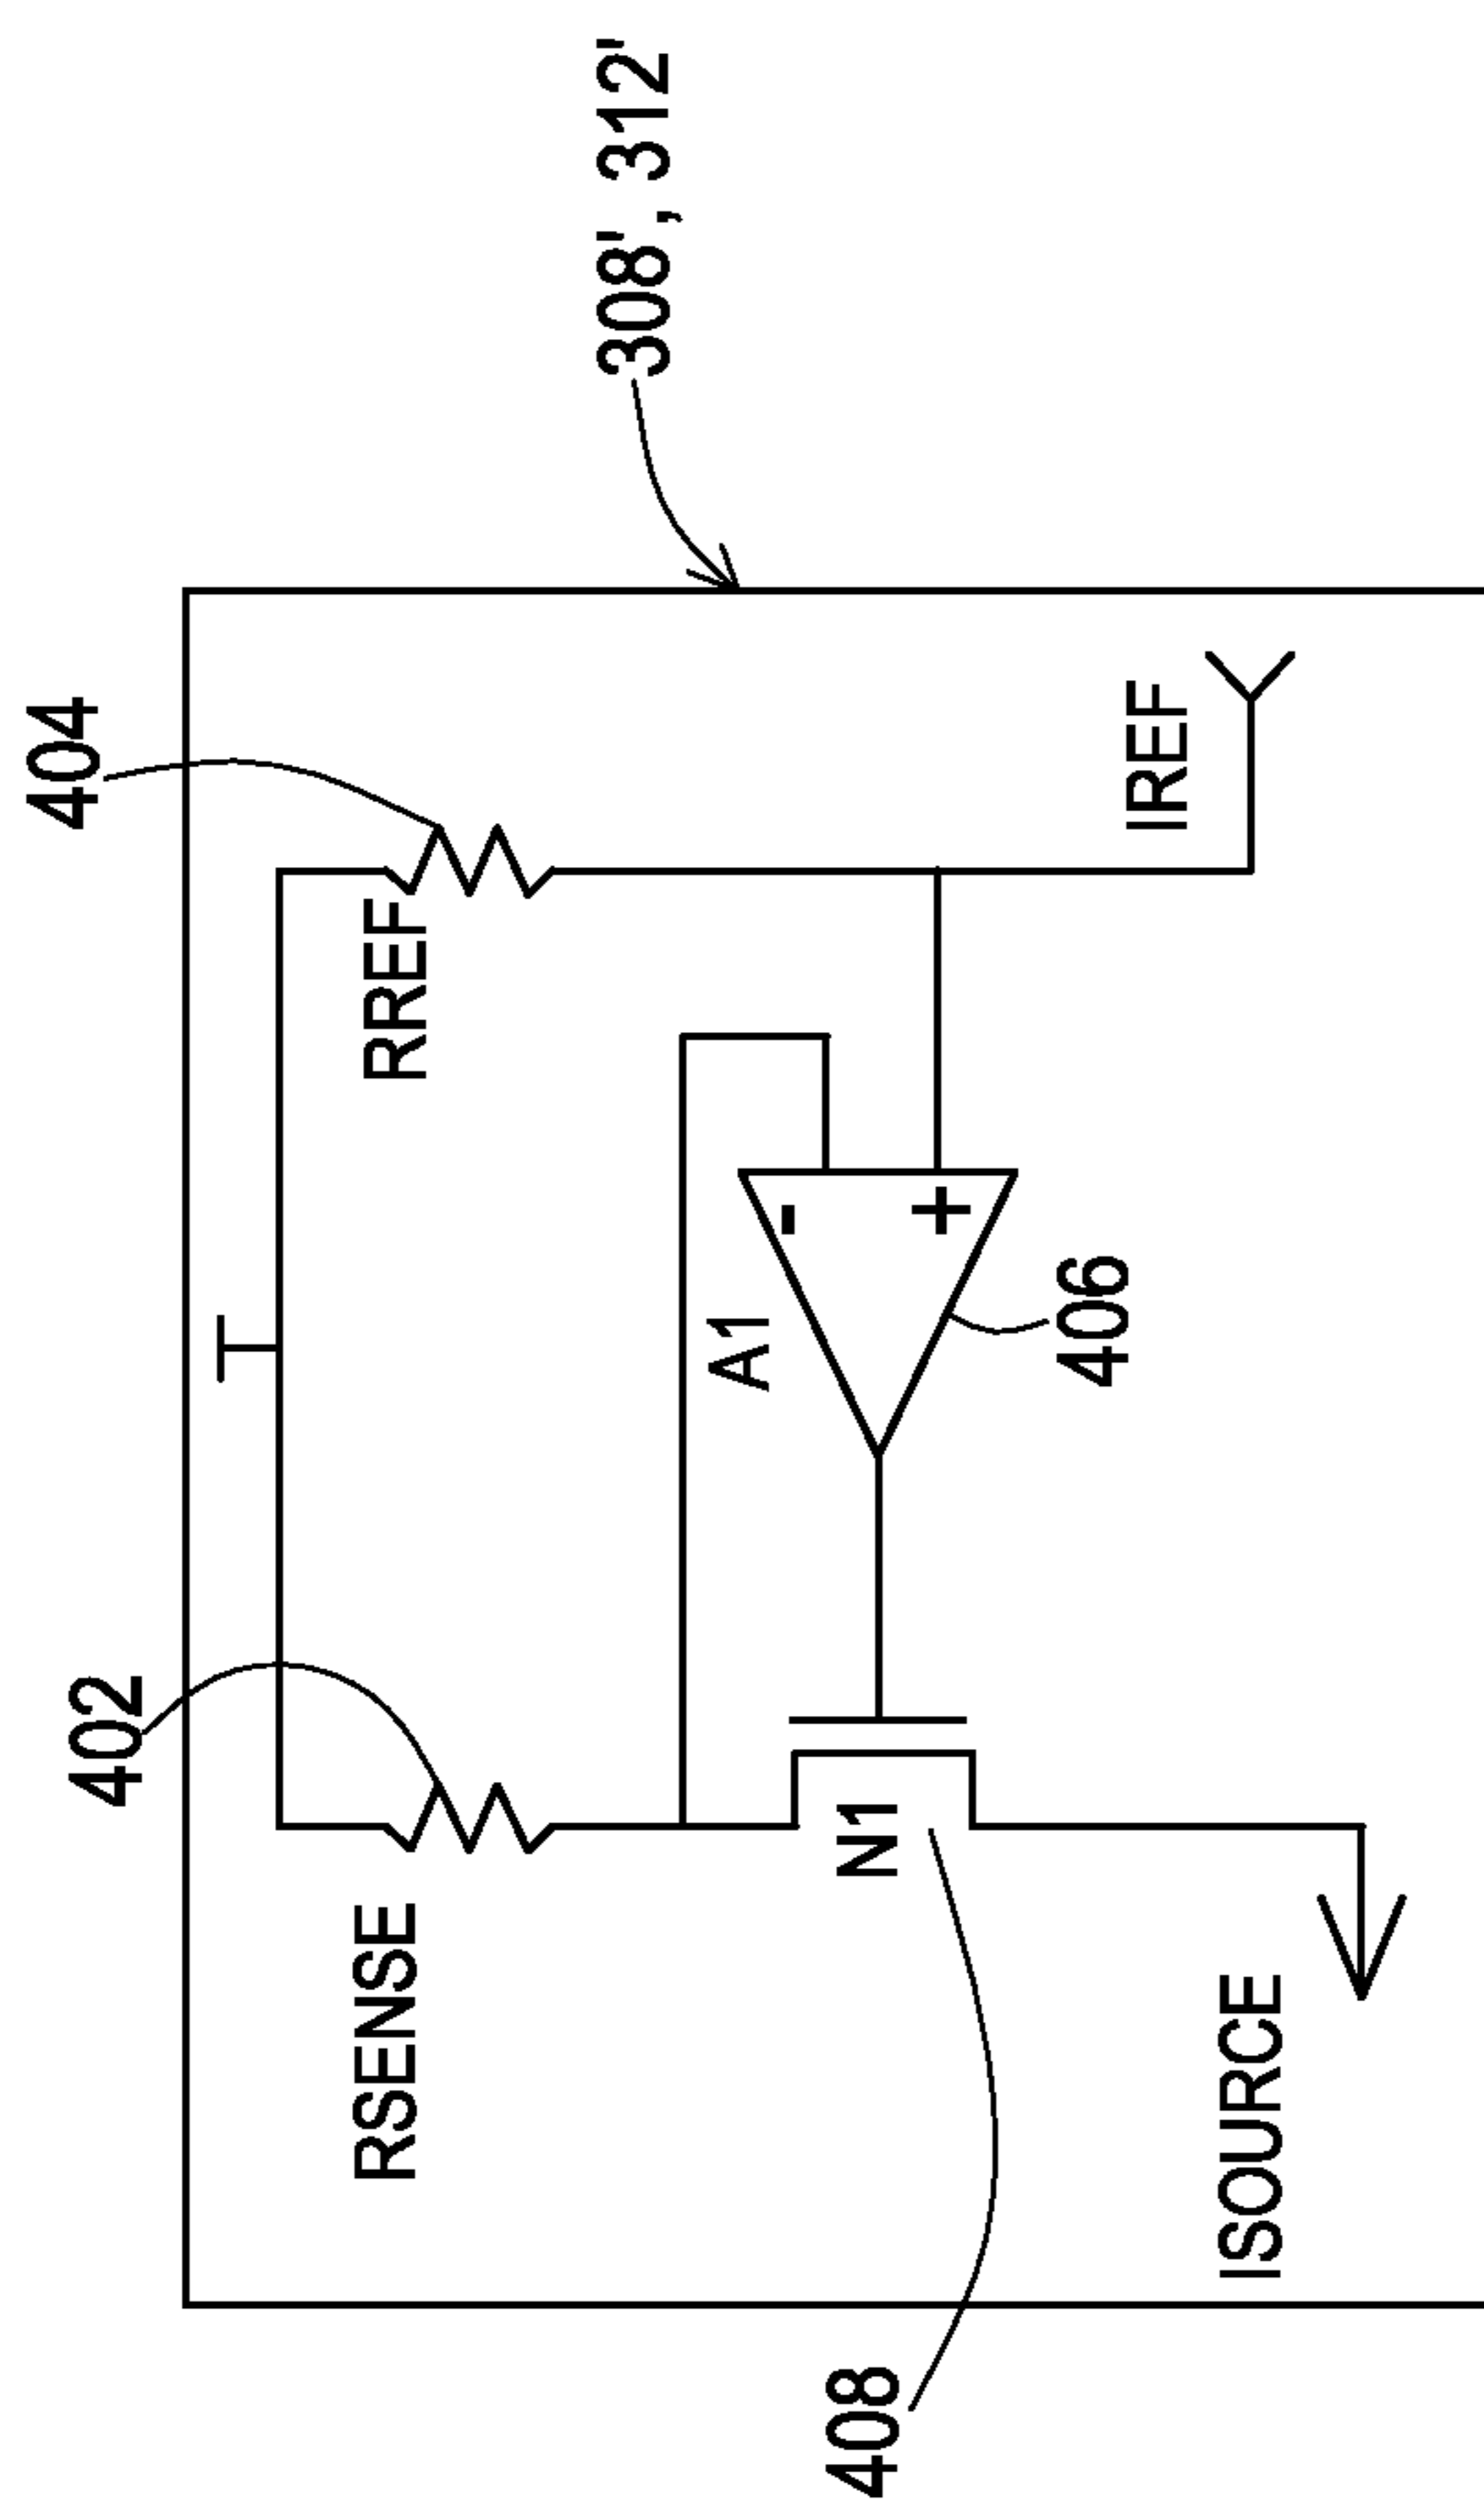 402
404
RSENSE
RREF
308', 312'
A1
-
+
N1
408
406
IREF
ISOURCE